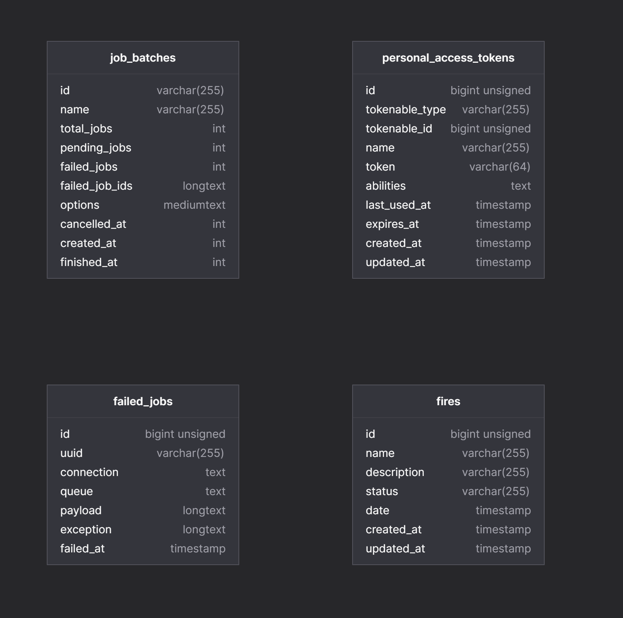 job_batches
id varchar(255)
name varchar(255)
total_jobs int
pending_jobs int
failed_jobs int
failed_job_ids longtext
options mediumtext
cancelled_at int
created_at int
finished_at int
personal_access_tokens
id bigint unsigned
tokenable_type varchar(255)
tokenable_id bigint unsigned
name varchar(255)
token varchar(64)
abilities text
last_used_at timestamp
expires_at timestamp
created_at timestamp
updated_at timestamp
failed_jobs
id bigint unsigned
uuid varchar(255)
connection text
queue text
payload longtext
exception longtext
failed_at timestamp
fires
id bigint unsigned
name varchar(255)
description varchar(255)
status varchar(255)
date timestamp
created_at timestamp
updated_at timestamp